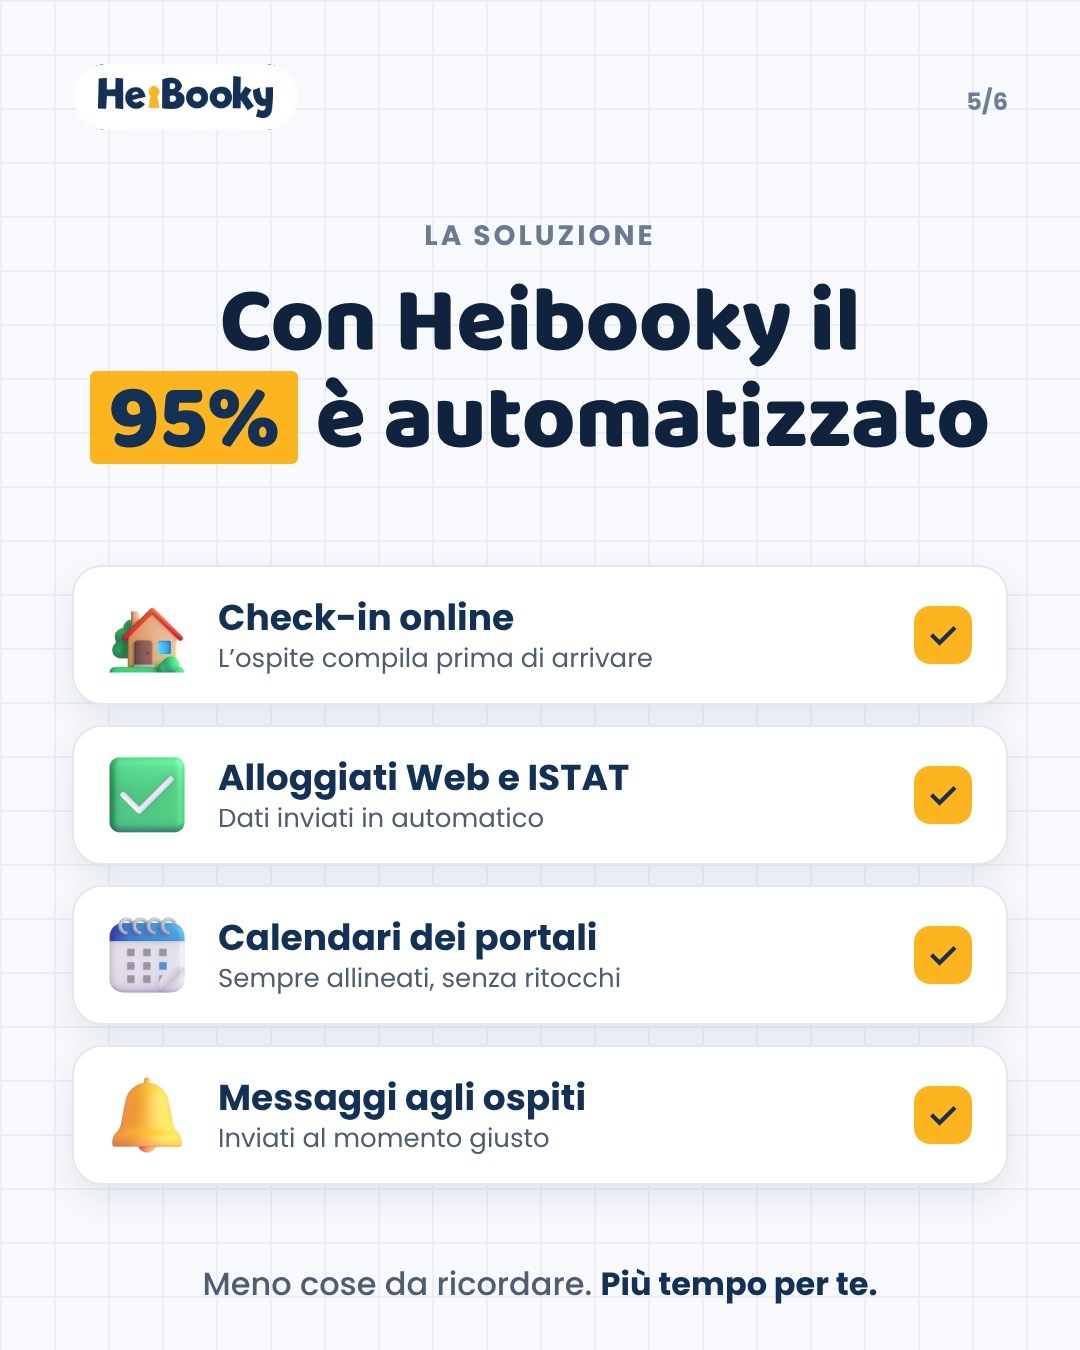 HeiBooky
5/6
LA SOLUZIONE
Con Heibooky il
95% è automatizzato
Check-in online
L’ospite compila prima di arrivare
Alloggiati Web e ISTAT
Dati inviati in automatico
Calendari dei portali
Sempre allineati, senza ritocchi
Messaggi agli ospiti
Inviati al momento giusto
Meno cose da ricordare. Più tempo per te.